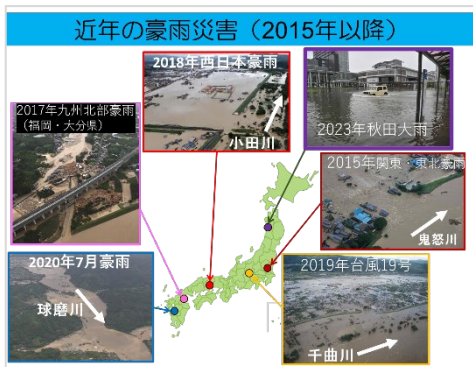 近年の豪雨災害（2015年以降）
2018年西日本豪雨
小田川
2017年九州北部豪雨
（福岡・大分県）
2023年秋田大雨
2015年関東・東北豪雨
鬼怒川
2020年7月豪雨
球磨川
2019年台風19号
千曲川